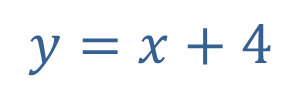 y = x + 4